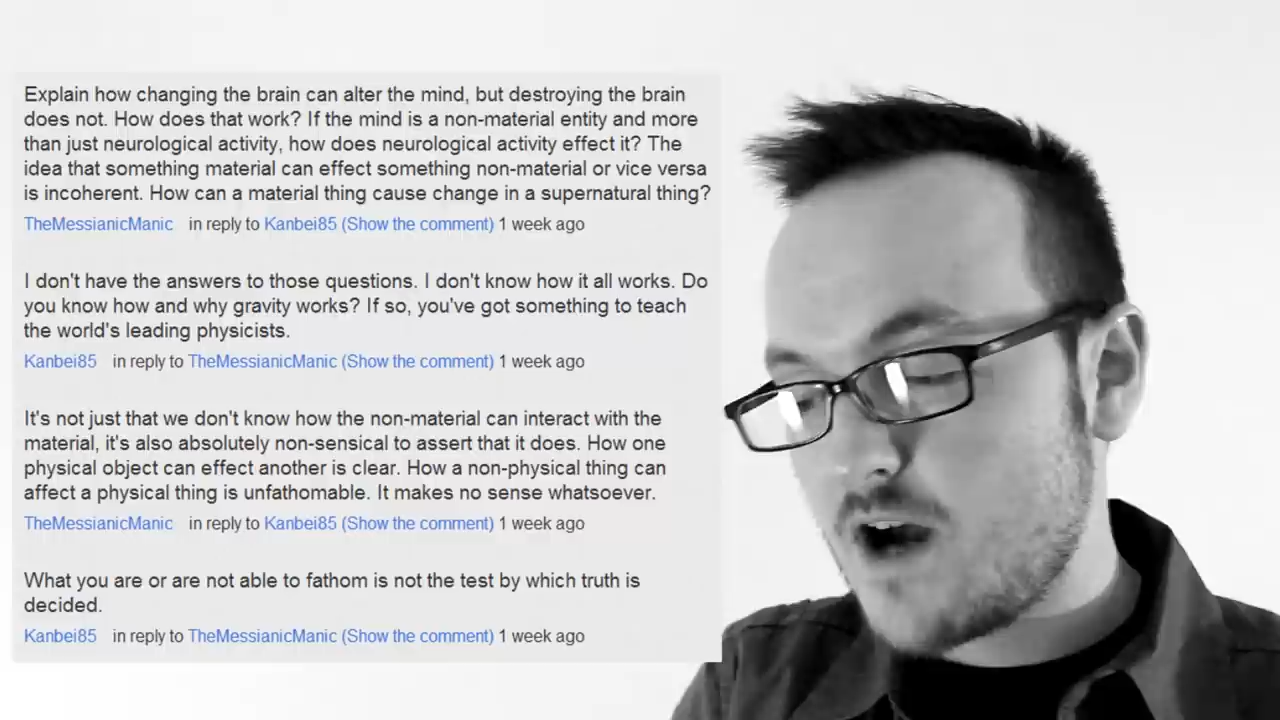 Explain how changing the brain can alter the mind, but destroying the brain
does not. How does that work? If the mind is a non-material entity and more
than just neurological activity, how does neurological activity effect it? The
idea that something material can effect something non-material or vice versa
is incoherent. How can a material thing cause change in a supernatural thing?
TheMessianicManic in reply to Kanbei85 (Show the comment) 1 week ago
I don't have the answers to those questions. I don't know how it all works. Do
you know how and why gravity works? If so, you've got something to teach
the world's leading physicists.
Kanbei85 in reply to TheMessianicManic (Show the comment) 1 week ago
It's not just that we don't know how the non-material can interact with the
material, it's also absolutely non-sensical to assert that it does. How one
physical object can effect another is clear. How a non-physical thing can
affect a physical thing is unfathomable. It makes no sense whatsoever.
TheMessianicManic in reply to Kanbei85 (Show the comment) 1 week ago
What you are or are not able to fathom is not the test by which truth is
decided.
Kanbei85 in reply to TheMessianicManic (Show the comment) 1 week ago